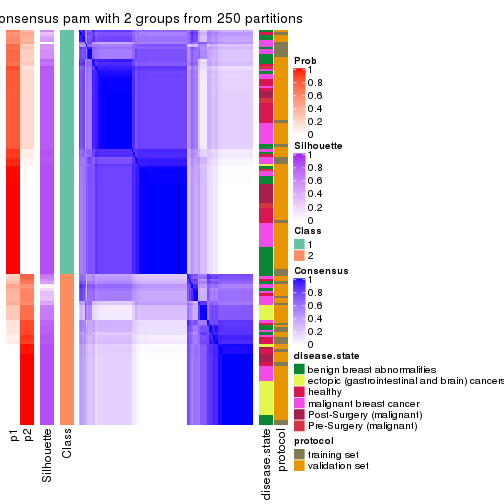 onsensus pam with 2 groups from 250 partitions
Prob
1
0.8
0.6
0.4
0.2
0
Silhouette
1
0.8
0.6
0.4
0.2
0
Class
1
2
Consensus
1
0.8
0.6
0.4
0.2
0
disease.state
benign breast abnormalities
ectopic (gastrointestinal and brain) cancers
healthy
malignant breast cancer
Post-Surgery (malignant)
Pre-Surgery (malignant)
protocol
training set
validation set
p1
p2
Silhouette
Class
disease.state
protocol